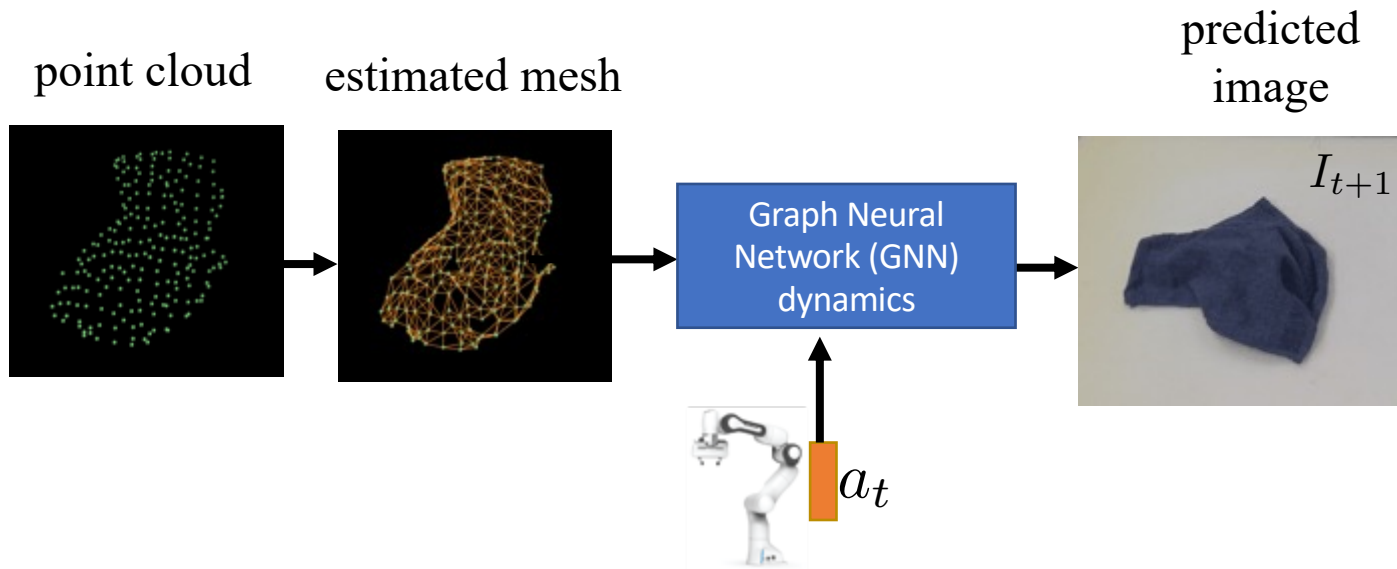 point cloud
estimated mesh
predicted
image
I_{t+1}
Graph Neural
Network (GNN)
dynamics
a_t